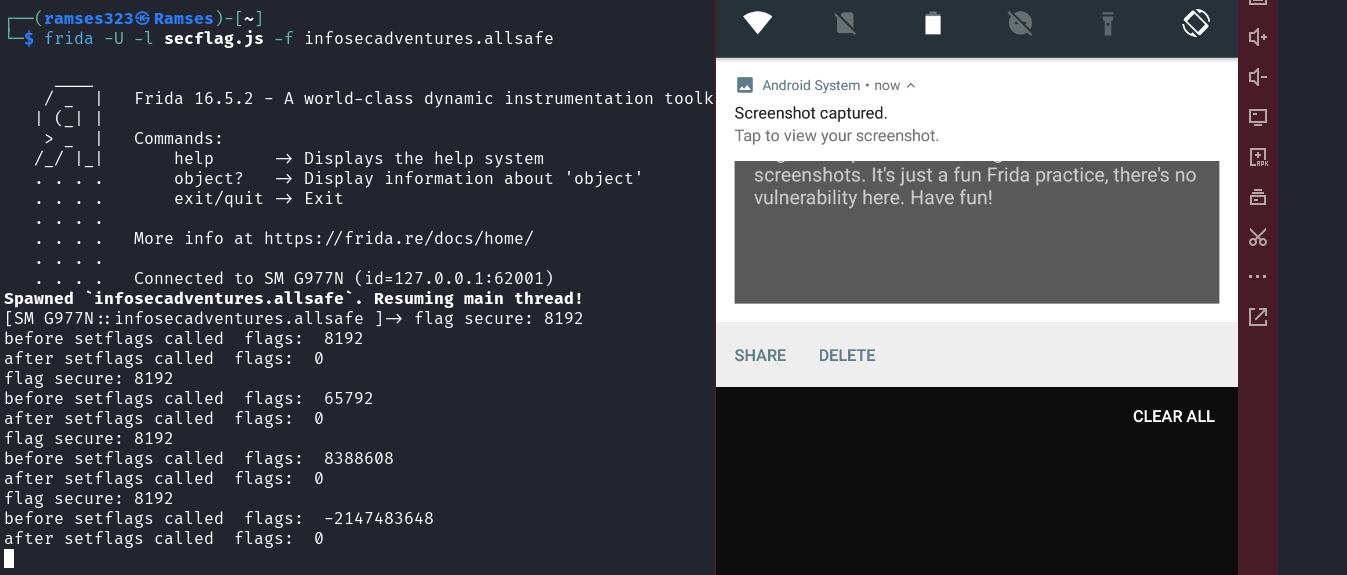 ┌──(ramses323㉿Ramses)-[~]
└─$ frida -U -l secflag.js -f infosecadventures.allsafe
     ____
    / _  |   Frida 16.5.2 - A world-class dynamic instrumentation toolk
   | (_| |
    > _  |   Commands:
   /_/ |_|       help      -> Displays the help system
   . . . .       object?   -> Display information about 'object'
   . . . .       exit/quit -> Exit
   . . . .
   . . . .   More info at https://frida.re/docs/home/
   . . . .
   . . . .   Connected to SM G977N (id=127.0.0.1:62001)
Spawned `infosecadventures.allsafe`. Resuming main thread!
[SM G977N::infosecadventures.allsafe ]-> flag secure: 8192
before setflags called  flags:  8192
after setflags called  flags:  0
flag secure: 8192
before setflags called  flags:  65792
after setflags called  flags:  0
flag secure: 8192
before setflags called  flags:  8388608
after setflags called  flags:  0
flag secure: 8192
before setflags called  flags:  -2147483648
after setflags called  flags:  0
Android System • now
Screenshot captured.
Tap to view your screenshot.
screenshots. It's just a fun Frida practice, there's no
vulnerability here. Have fun!
SHARE DELETE
CLEAR ALL
APK